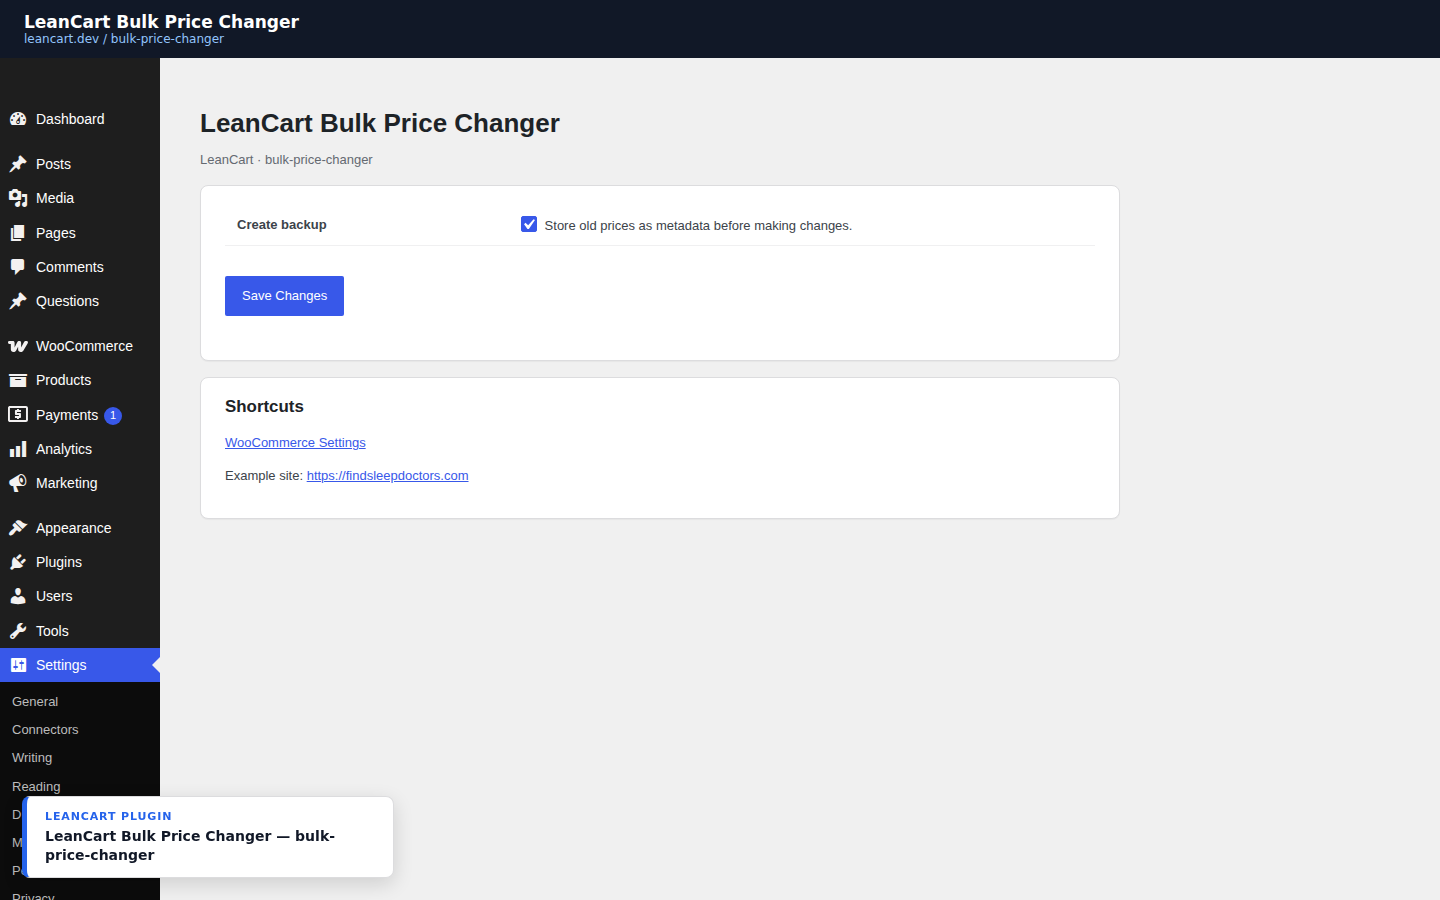 LeanCart Bulk Price Changer
leancart.dev / bulk-price-changer
Dashboard
Posts
Media
Pages
Comments
Questions
WooCommerce
Products
Payments 1
Analytics
Marketing
Appearance
Plugins
Users
Tools
Settings
General
Connectors
Writing
Reading
D
M
Privacy
LeanCart Bulk Price Changer
LeanCart · bulk-price-changer
Create backup
Store old prices as metadata before making changes.
Save Changes
Shortcuts
WooCommerce Settings
Example site: https://findsleepdoctors.com
LEANCART PLUGIN
LeanCart Bulk Price Changer — bulk-
price-changer